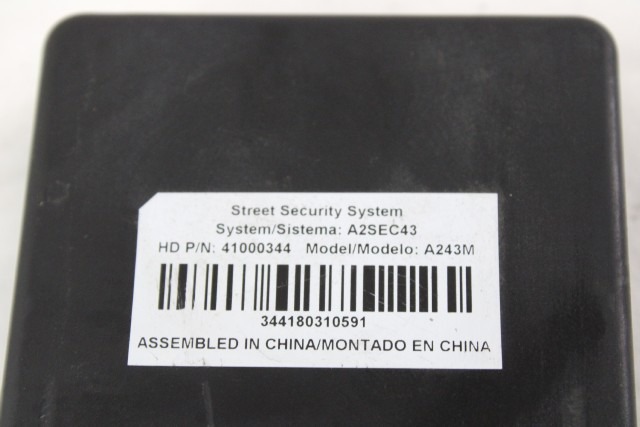 Street Security System
System/Sistema: A2SEC43
HD P/N: 41000344 Model/Modelo: A243M
344180310591
ASSEMBLED IN CHINA/MONTADO EN CHINA